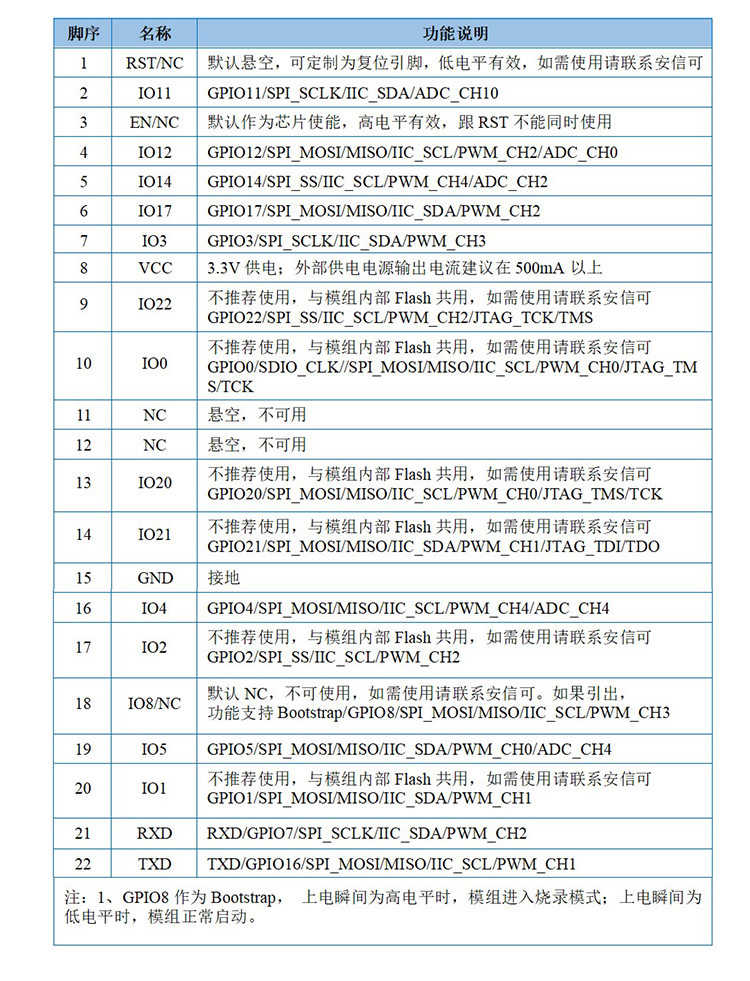 脚序 名称 功能说明
1 RST/NC 默认悬空，可定制为复位引脚，低电平有效，如需使用请联系安信可
2 IO11 GPIO11/SPI_SCLK/IIC_SDA/ADC_CH10
3 EN/NC 默认作为芯片使能，高电平有效，跟 RST 不能同时使用
4 IO12 GPIO12/SPI_MOSI/MISO/IIC_SCL/PWM_CH2/ADC_CH0
5 IO14 GPIO14/SPI_SS/IIC_SCL/PWM_CH4/ADC_CH2
6 IO17 GPIO17/SPI_MOSI/MISO/IIC_SDA/PWM_CH2
7 IO3 GPIO3/SPI_SCLK/IIC_SDA/PWM_CH3
8 VCC 3.3V 供电；外部供电电源输出电流建议在 500mA 以上
9 IO22 不推荐使用，与模组内部 Flash 共用，如需使用请联系安信可
GPIO22/SPI_SS/IIC_SCL/PWM_CH2/JTAG_TCK/TMS
10 IO0 不推荐使用，与模组内部 Flash 共用，如需使用请联系安信可
GPIO0/SDIO_CLK//SPI_MOSI/MISO/IIC_SCL/PWM_CH0/JTAG_TM
S/TCK
11 NC 悬空，不可用
12 NC 悬空，不可用
13 IO20 不推荐使用，与模组内部 Flash 共用，如需使用请联系安信可
GPIO20/SPI_MOSI/MISO/IIC_SCL/PWM_CH0/JTAG_TMS/TCK
14 IO21 不推荐使用，与模组内部 Flash 共用，如需使用请联系安信可
GPIO21/SPI_MOSI/MISO/IIC_SDA/PWM_CH1/JTAG_TDI/TDO
15 GND 接地
16 IO4 GPIO4/SPI_MOSI/MISO/IIC_SCL/PWM_CH4/ADC_CH4
17 IO2 不推荐使用，与模组内部 Flash 共用，如需使用请联系安信可
GPIO2/SPI_SS/IIC_SCL/PWM_CH2
18 IO8/NC 默认 NC，不可使用，如需使用请联系安信可。如果引出，
功能支持 Bootstrap/GPIO8/SPI_MOSI/MISO/IIC_SCL/PWM_CH3
19 IO5 GPIO5/SPI_MOSI/MISO/IIC_SDA/PWM_CH0/ADC_CH4
20 IO1 不推荐使用，与模组内部 Flash 共用，如需使用请联系安信可
GPIO1/SPI_MOSI/MISO/IIC_SDA/PWM_CH1
21 RXD RXD/GPIO7/SPI_SCLK/IIC_SDA/PWM_CH2
22 TXD TXD/GPIO16/SPI_MOSI/MISO/IIC_SCL/PWM_CH1
注：1、GPIO8 作为 Bootstrap， 上电瞬间为高电平时，模组进入烧录模式；上电瞬间为
低电平时，模组正常启动。